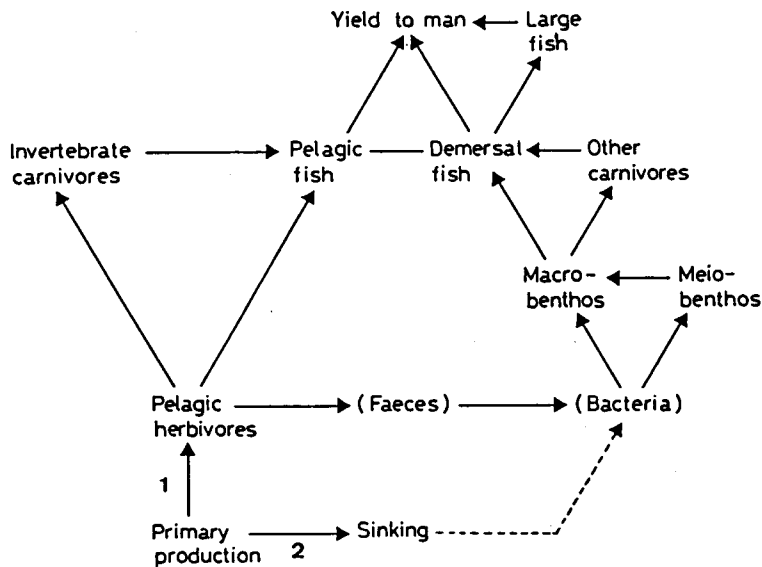 Yield to man
Large
fish
Invertebrate
carnivores
Pelagic
fish
Demersal
fish
Other
carnivores
Macro-
benthos
Meio-
benthos
Pelagic
herbivores
(Faeces)
(Bacteria)
1
Primary
production
2
Sinking